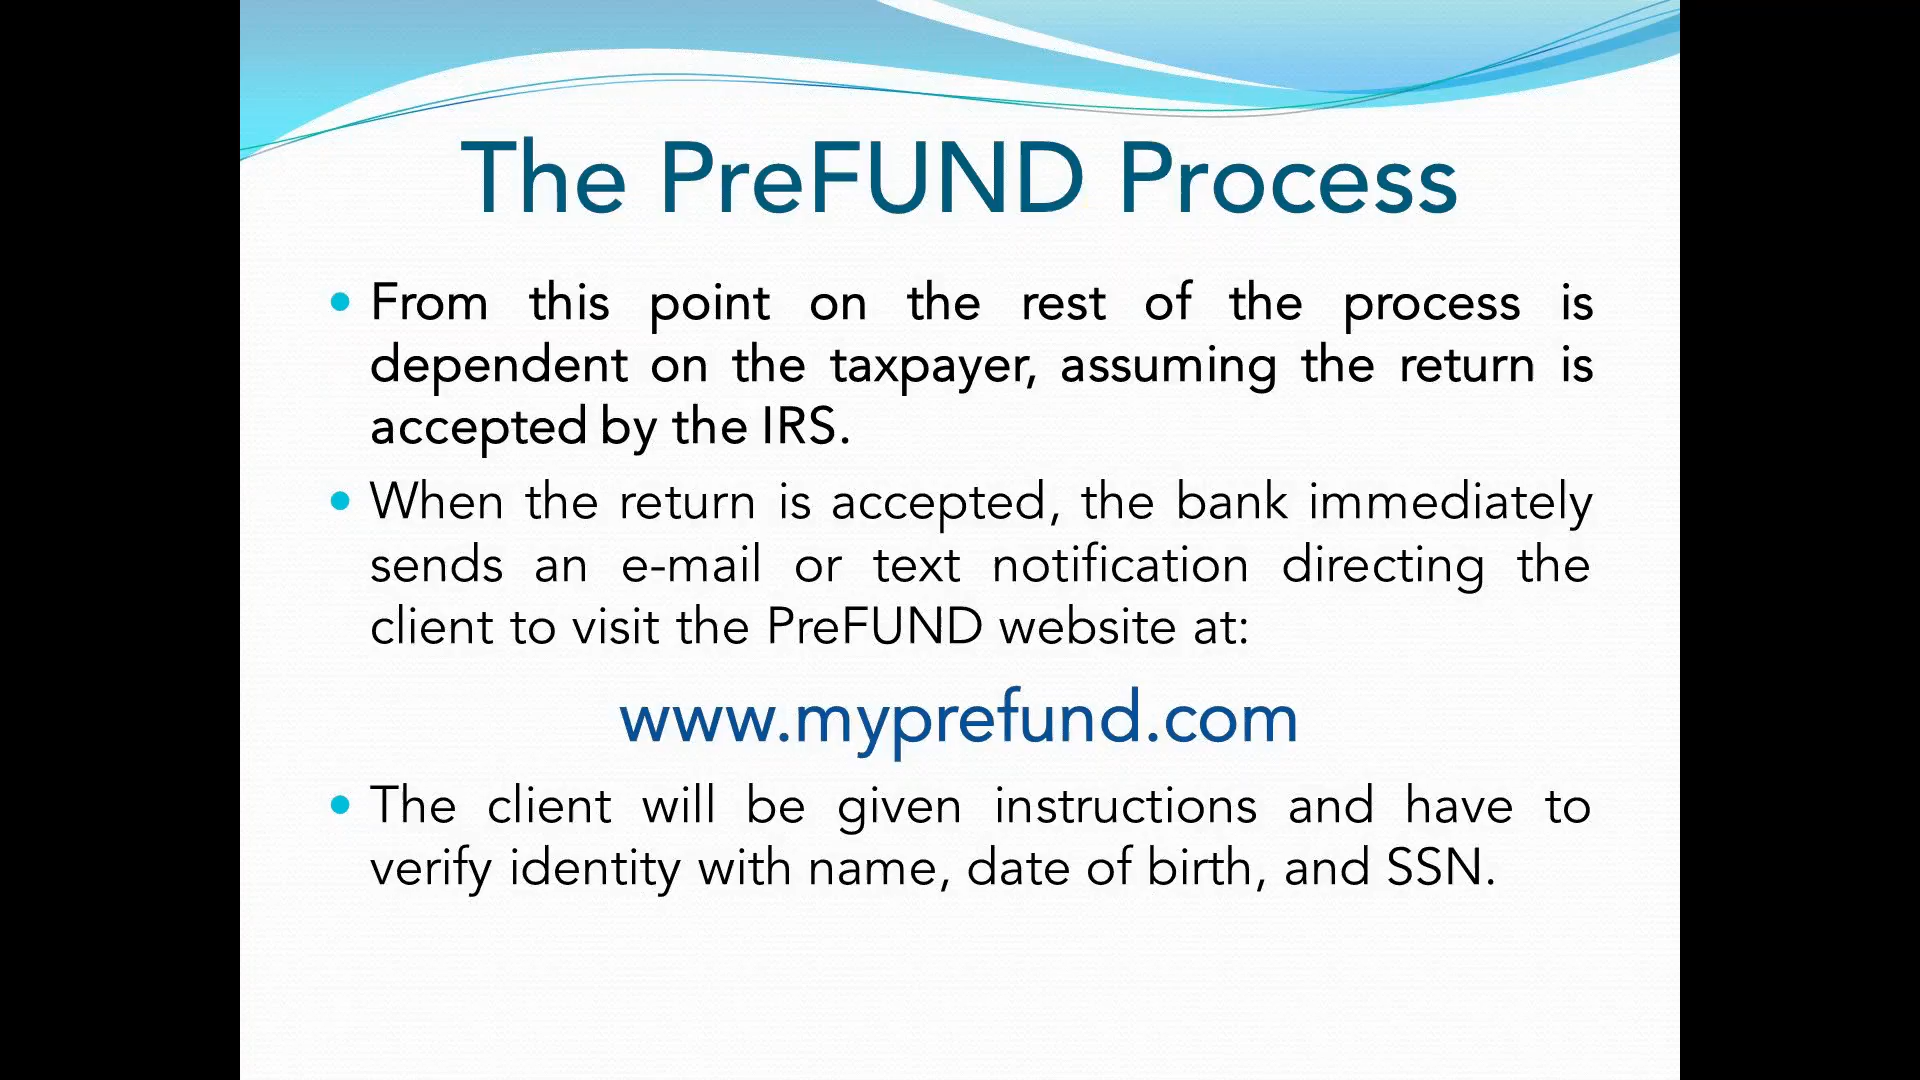 The PreFUND Process
• From this point on the rest of the process is
dependent on the taxpayer, assuming the return is
accepted by the IRS.
• When the return is accepted, the bank immediately
sends an e-mail or text notification directing the
client to visit the PreFUND website at:
www.myprefund.com
• The client will be given instructions and have to
verify identity with name, date of birth, and SSN.